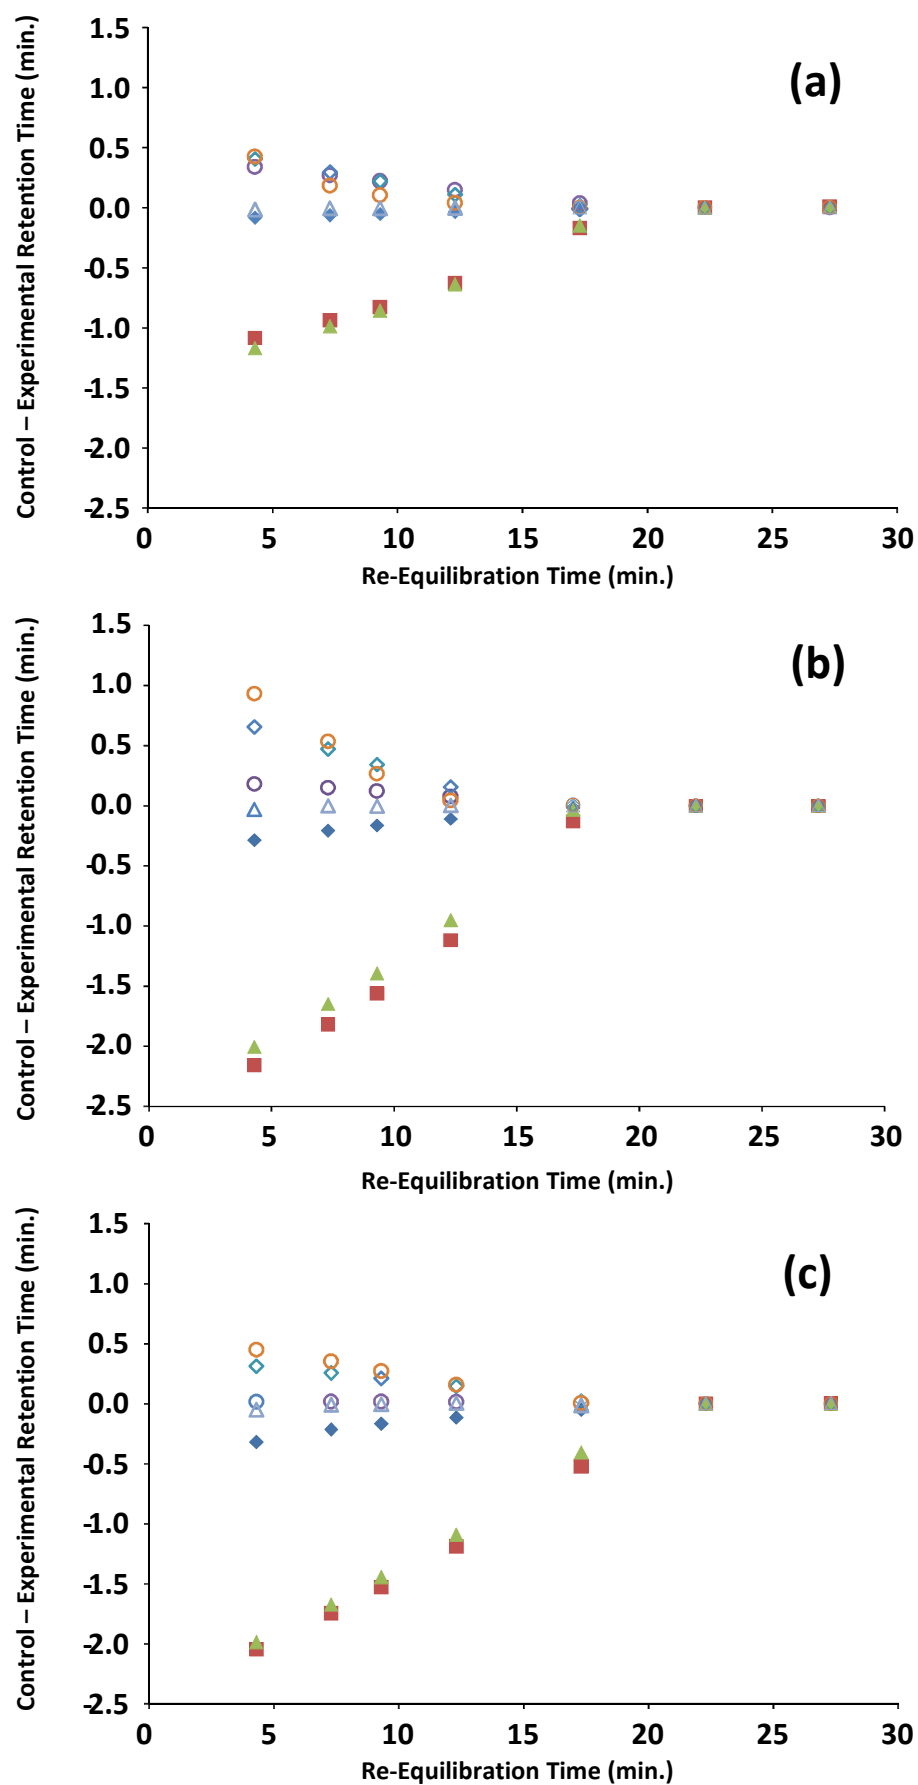 Control – Experimental Retention Time (min.)
1.5
1.0
0.5
0.0
-0.5
-1.0
-1.5
-2.0
-2.5
(a)
0 5 10 15 20 25 30
Re-Equilibration Time (min.)
Control – Experimental Retention Time (min.)
1.5
1.0
0.5
0.0
-0.5
-1.0
-1.5
-2.0
-2.5
(b)
0 5 10 15 20 25 30
Re-Equilibration Time (min.)
Control – Experimental Retention Time (min.)
1.5
1.0
0.5
0.0
-0.5
-1.0
-1.5
-2.0
-2.5
(c)
0 5 10 15 20 25 30
Re-Equilibration Time (min.)